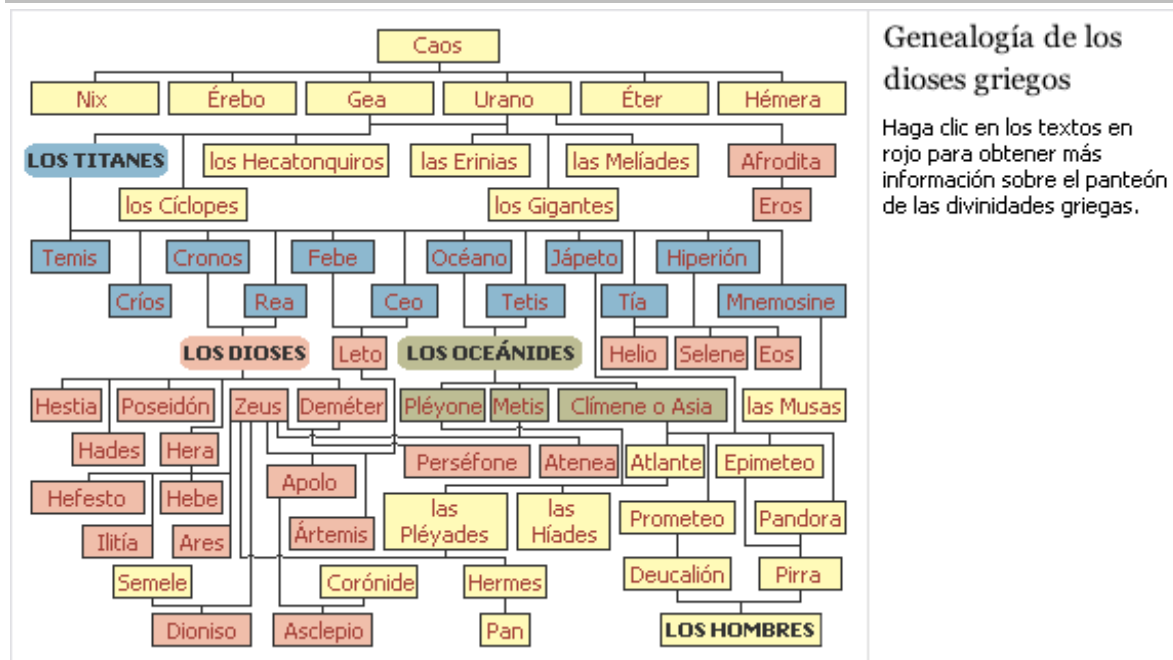 Caos
Nix
Érebo
Gea
Urano
Éter
Hémera
LOS TITANES
los Hecatonquiros
las Erinias
las Melíades
Afrodita
los Cíclopes
los Gigantes
Eros
Temis
Cronos
Febe
Océano
Jápeto
Hiperión
Críos
Rea
Ceo
Tetis
Tía
Mnemosine
LOS DIOSES
Leto
LOS OCEÁNIDES
Helio
Selene
Eos
Hestia
Poseidón
Zeus
Deméter
Pléyone
Metis
Clímene o Asia
las Musas
Hades
Hera
Perséfone
Atenea
Atlante
Epimeteo
Hefesto
Hebe
Apolo
las
Pléyades
las
Híades
Prometeo
Pandora
Ilitía
Ares
Ártemis
Semele
Corónide
Hermes
Deucalión
Pirra
Dioniso
Asclepio
Pan
LOS HOMBRES
Genealogía de los
dioses griegos
Haga clic en los textos en
rojo para obtener más
información sobre el panteón
de las divinidades griegas.